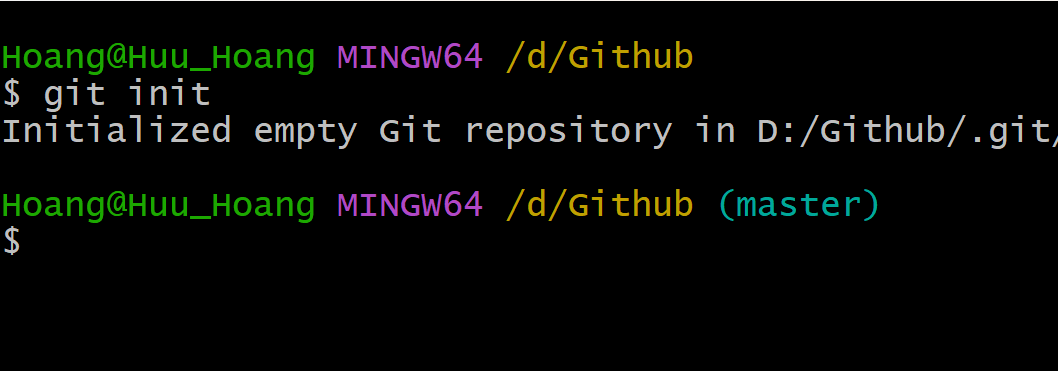 Hoang@Huu_Hoang MINGW64 /d/Github
$ git init
Initialized empty Git repository in D:/Github/.git/
Hoang@Huu_Hoang MINGW64 /d/Github (master)
$